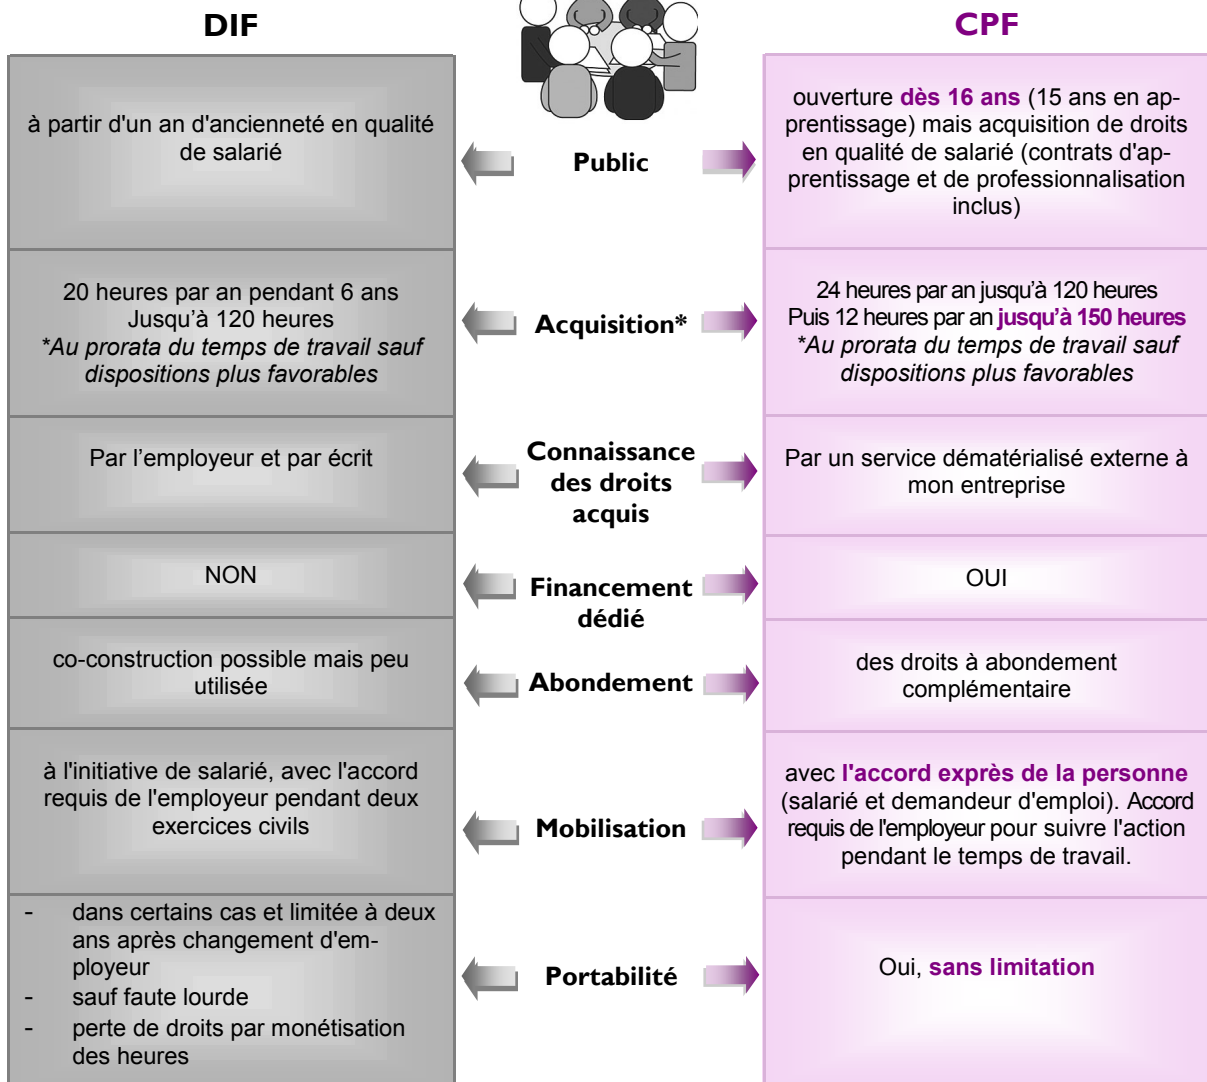 DIF
CPF
à partir d'un an d'ancienneté en qualité
de salarié
Public
ouverture dès 16 ans (15 ans en ap-
prentissage) mais acquisition de droits
en qualité de salarié (contrats d'ap-
prentissage et de professionnalisation
inclus)
20 heures par an pendant 6 ans
Jusqu'à 120 heures
*Au prorata du temps de travail sauf
dispositions plus favorables
Acquisition*
24 heures par an jusqu'à 120 heures
Puis 12 heures par an jusqu'à 150 heures
*Au prorata du temps de travail sauf
dispositions plus favorables
Par l'employeur et par écrit
Connaissance
des droits
acquis
Par un service dématérialisé externe à
mon entreprise
NON
Financement
dédié
OUI
co-construction possible mais peu
utilisée
Abondement
des droits à abondement
complémentaire
à l'initiative de salarié, avec l'accord
requis de l'employeur pendant deux
exercices civils
Mobilisation
avec l'accord exprès de la personne
(salarié et demandeur d'emploi). Accord
requis de l'employeur pour suivre l'action
pendant le temps de travail.
- dans certains cas et limitée à deux
ans après changement d'em-
ployeur
- sauf faute lourde
- perte de droits par monétisation
des heures
Portabilité
Oui, sans limitation